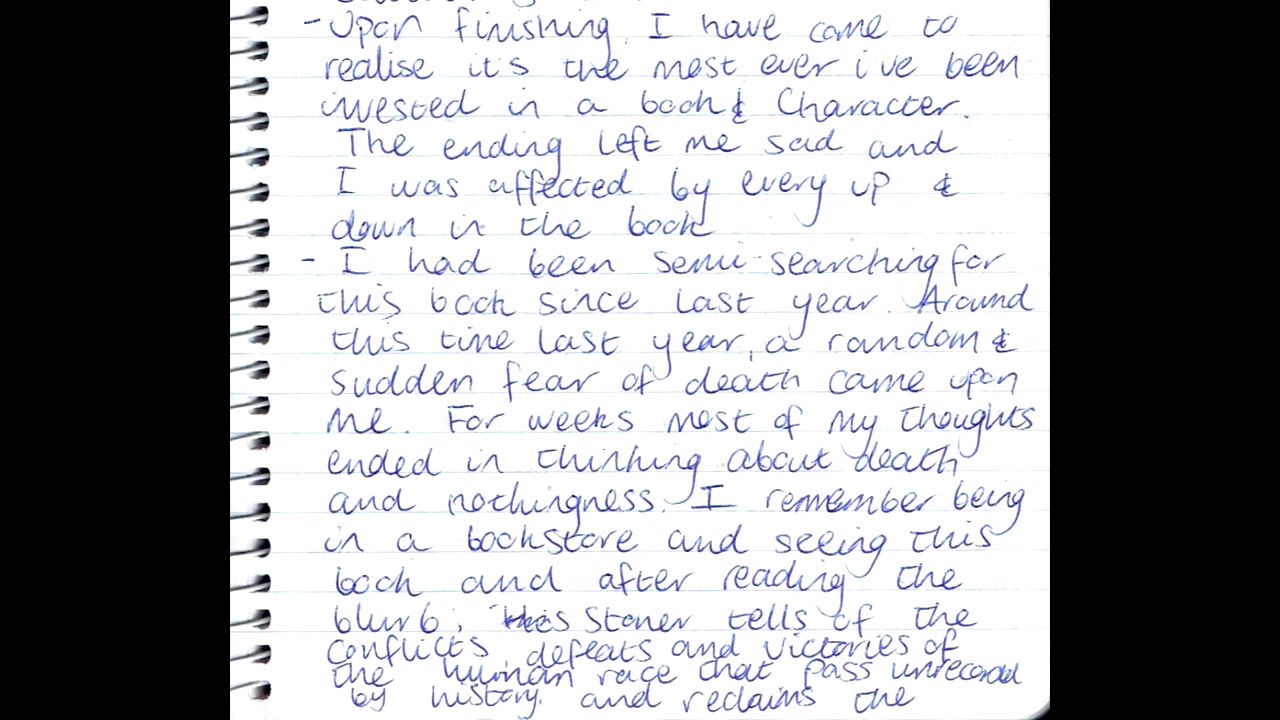 - Upon finishing, I have come to
realise it's the most ever i've been
invested in a book & Character.
The ending left me sad and
I was affected by every up &
down in the book
- I had been semi-searching for
this book since last year. Around
this time last year, a random &
sudden fear of death came upon
me. For weeks most of my thoughts
ended in thinking about death
and nothingness. I remember being
in a bookstore and seeing this
book and after reading the
blurb; "Stoner tells of the
conflicts, defeats and victories of
the human race that pass unrecorded
by history, and reclaims the